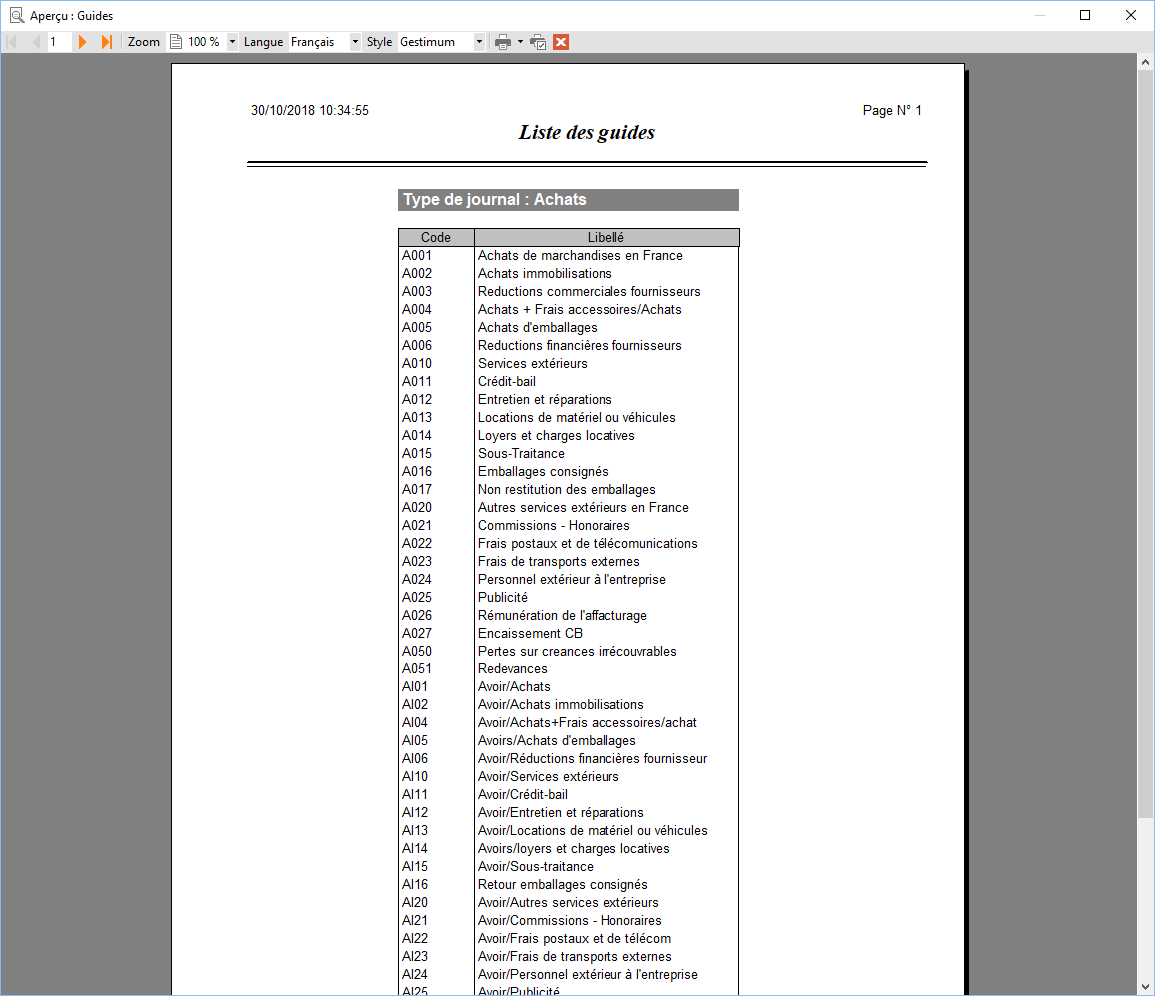 Aperçu : Guides
1 Zoom 100 % Langue Français Style Gestimum
30/10/2018 10:34:55 Page N° 1
Liste des guides
Type de journal : Achats
Code Libellé
A001 Achats de marchandises en France
A002 Achats immobilisations
A003 Reductions commerciales fournisseurs
A004 Achats + Frais accessoires/Achats
A005 Achats d'emballages
A006 Reductions financières fournisseurs
A010 Services extérieurs
A011 Crédit-bail
A012 Entretien et réparations
A013 Locations de matériel ou véhicules
A014 Loyers et charges locatives
A015 Sous-Traitance
A016 Emballages consignés
A017 Non restitution des emballages
A020 Autres services extérieurs en France
A021 Commissions - Honoraires
A022 Frais postaux et de télécomunications
A023 Frais de transports externes
A024 Personnel extérieur à l'entreprise
A025 Publicité
A026 Rémunération de l'affacturage
A027 Encaissement CB
A050 Pertes sur creances irrécouvrables
A051 Redevances
AI01 Avoir/Achats
AI02 Avoir/Achats immobilisations
AI04 Avoir/Achats+Frais accessoires/achat
AI05 Avoirs/Achats d'emballages
AI06 Avoir/Réductions financières fournisseur
AI10 Avoir/Services extérieurs
AI11 Avoir/Crédit-bail
AI12 Avoir/Entretien et réparations
AI13 Avoir/Locations de matériel ou véhicules
AI14 Avoirs/loyers et charges locatives
AI15 Avoir/Sous-traitance
AI16 Retour emballages consignés
AI20 Avoir/Autres services extérieurs
AI21 Avoir/Commissions - Honoraires
AI22 Avoir/Frais postaux et de télécom
AI23 Avoir/Frais de transports externes
AI24 Avoir/Personnel extérieur à l'entreprise
AI25 Avoir/Publicité